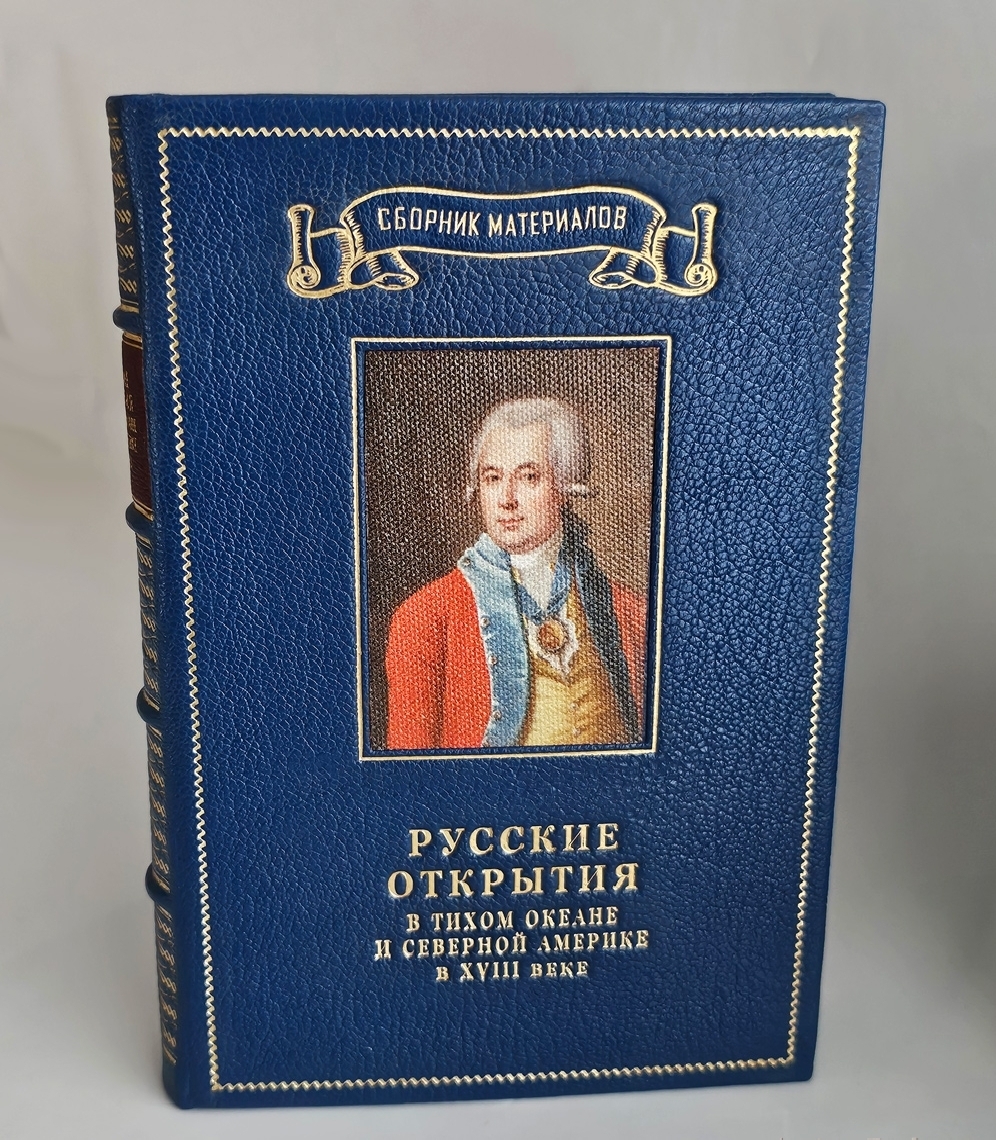 СБОРНИК МАТЕРИАЛОВ
РУССКИЕ
ОТКРЫТИЯ
В ТИХОМ ОКЕАНЕ
И СЕВЕРНОЙ АМЕРИКЕ
В XVIII ВЕКЕ